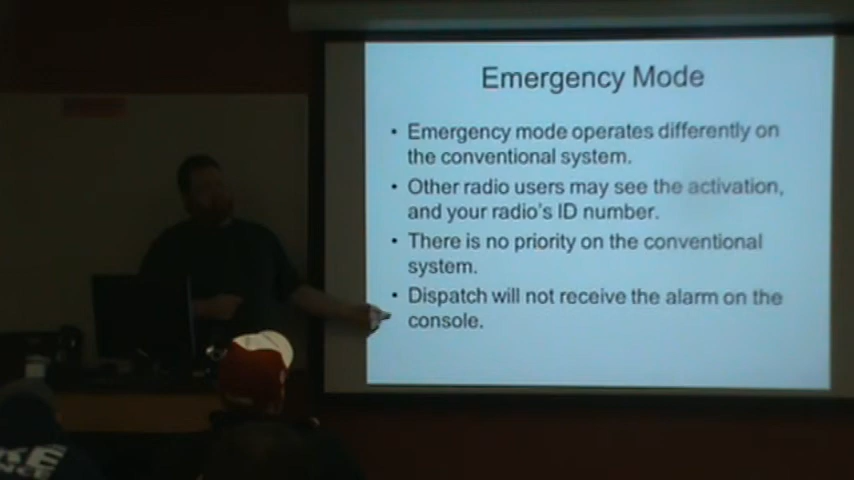 Emergency Mode
• Emergency mode operates differently on
the conventional system.
• Other radio users may see the activation,
and your radio's ID number.
• There is no priority on the conventional
system.
• Dispatch will not receive the alarm on the
console.